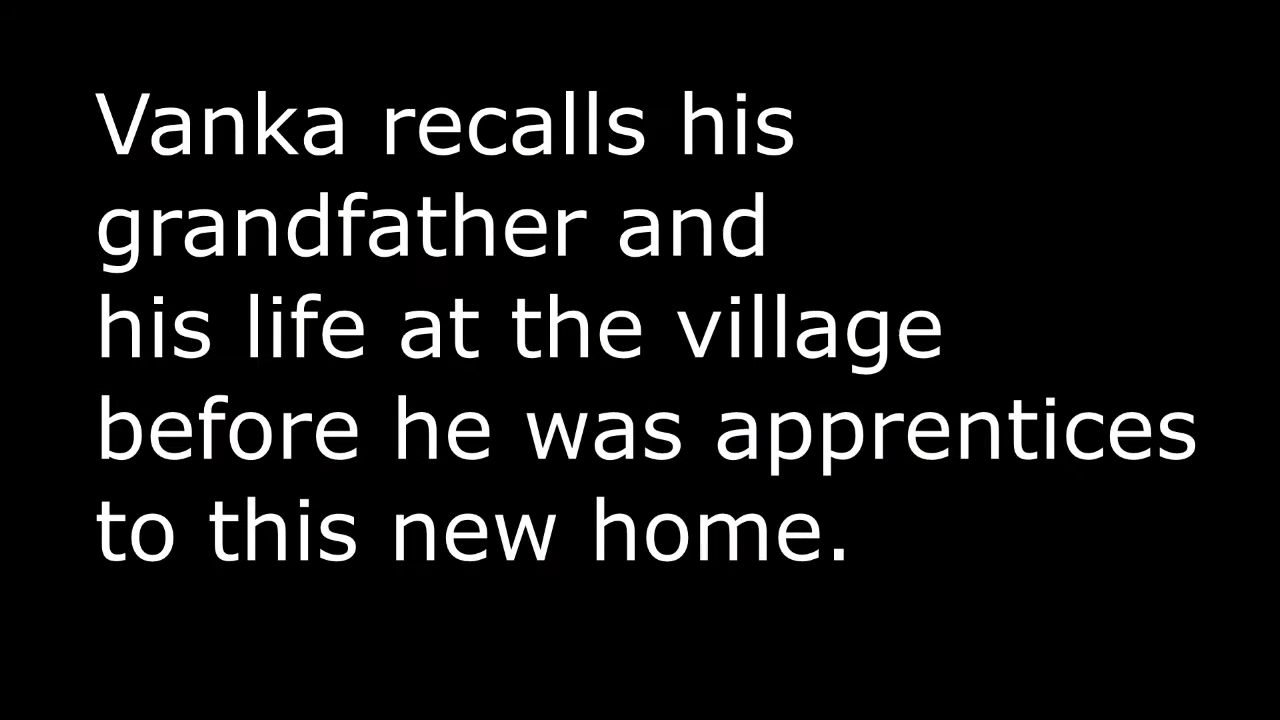 Vanka recalls his
grandfather and
his life at the village
before he was apprentices
to this new home.